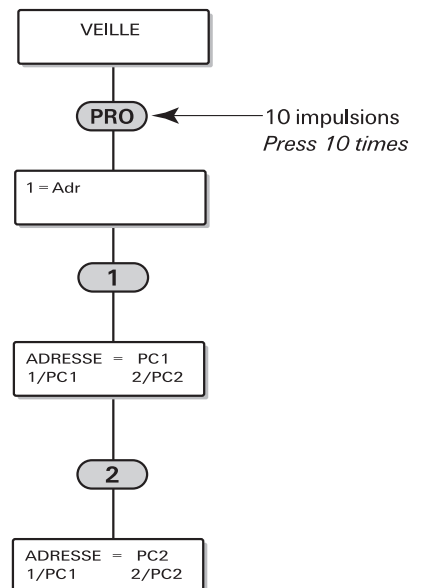 VEILLE
PRO
10 impulsions
Press 10 times
1 = Adr
1
ADRESSE = PC1
1/PC1 2/PC2
2
ADRESSE = PC2
1/PC1 2/PC2